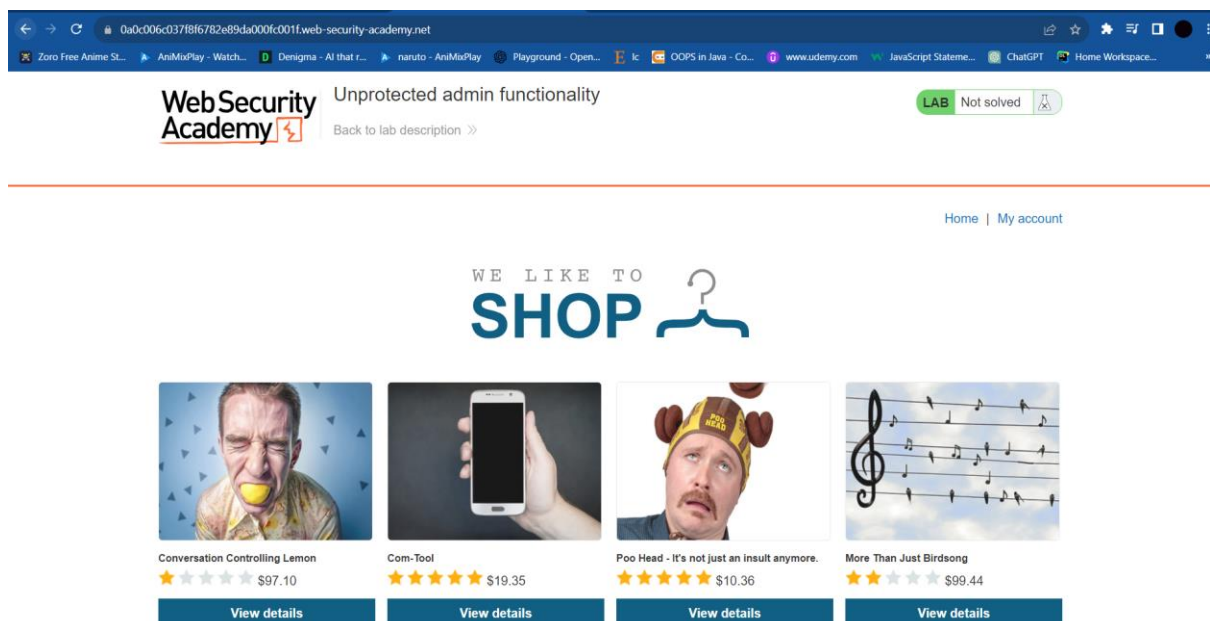 0a0c006c037f8f6782e89da000fc001f.web-security-academy.net
Zoro Free Anime St... AniMixPlay - Watch... Denigma - AI that r... naruto - AniMixPlay Playground - Open... Ic OOPS in Java - Co... www.udemy.com JavaScript Stateme... ChatGPT Home Workspace...
Web Security
Academy
Unprotected admin functionality
Back to lab description
LAB Not solved
Home | My account
WE LIKE TO
SHOP
POO
HEAD
Conversation Controlling Lemon
$97.10
View details
Com-Tool
$19.35
View details
Poo Head - It's not just an insult anymore.
$10.36
View details
More Than Just Birdsong
$99.44
View details